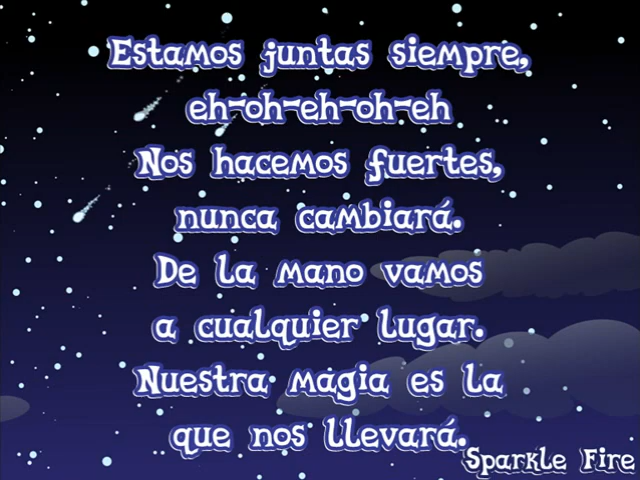 Estamos juntas siempre,
eh-oh-eh-oh-eh
Nos hacemos fuertes,
nunca cambiará.
De la mano vamos
a cualquier lugar.
Nuestra magia es la
que nos llevará.
Sparkle Fire